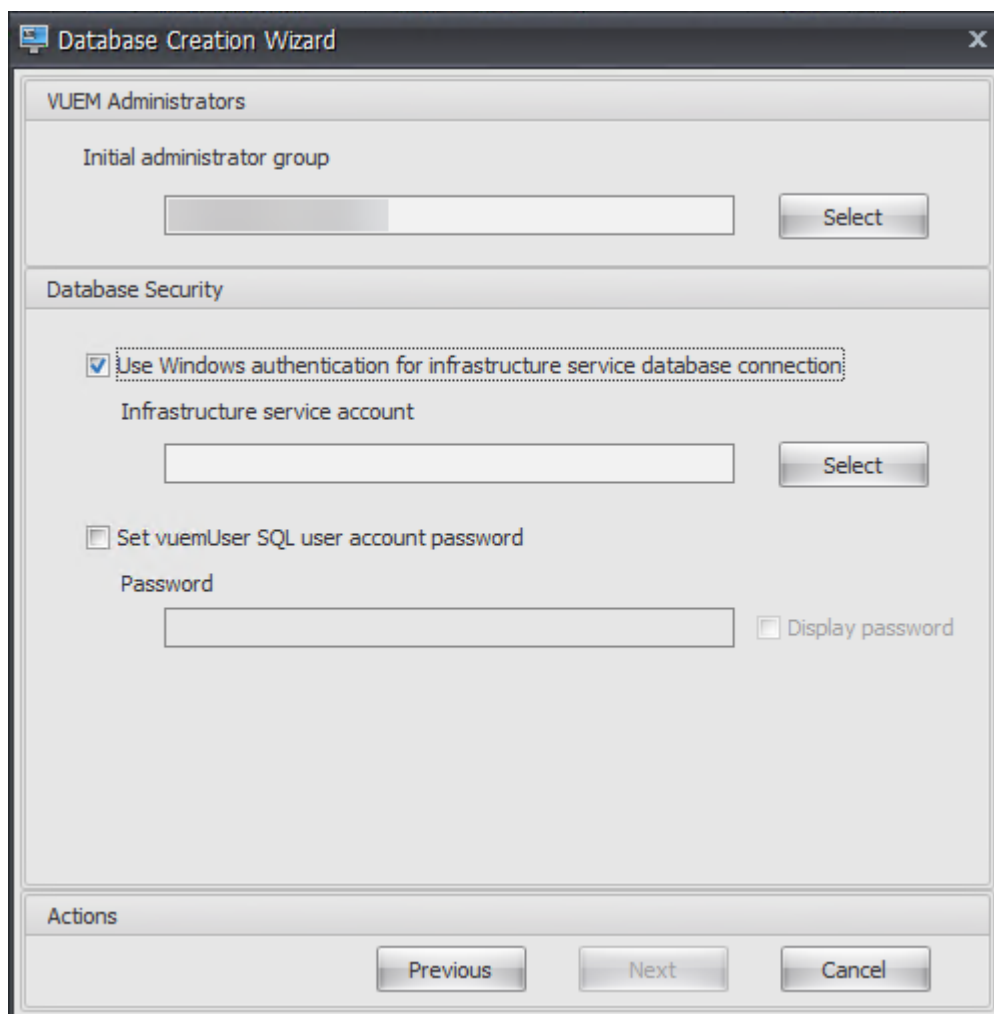 Database Creation Wizard
VUEM Administrators
Initial administrator group
Select
Database Security
Use Windows authentication for infrastructure service database connection
Infrastructure service account
Select
Set vuemUser SQL user account password
Password
Display password
Actions
Previous Next Cancel